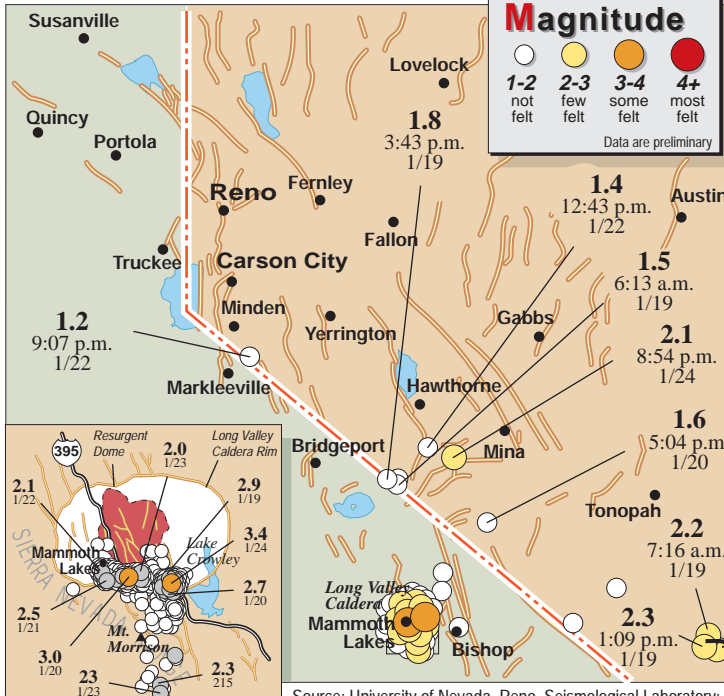 Magnitude
1-2 2-3 3-4 4+
not felt few felt some felt most felt
Data are preliminary
Susanville
Lovelock
Quincy
Portola
1.8
3:43 p.m.
1/19
Reno
Fernley
1.4
12:43 p.m.
1/22
Austin
Fallon
Truckee
Carson City
1.5
6:13 a.m.
1/19
Minden
Yerrington
Gabbs
1.2
9:07 p.m.
1/22
2.1
8:54 p.m.
1/24
Markleeville
Hawthorne
1.6
5:04 p.m
1/20
Bridgeport
Mina
Tonopah
2.2
7:16 a.m.
1/19
Long Valley
Caldera
Mammoth
Lakes
Bishop
2.3
1:09 p.m.
1/19
395
Resurgent
Dome
2.0
1/23
Long Valley
Caldera Rim
2.1
1/22
2.9
1/19
3.4
1/24
Lake
Crowley
Mammoth
Lakes
SIERRA NEVADA
2.7
1/20
2.5
1/21
Mt.
Morrison
3.0
1/20
23
1/23
2.3
215
Source: University of Nevada, Reno, Seismological Laboratory;